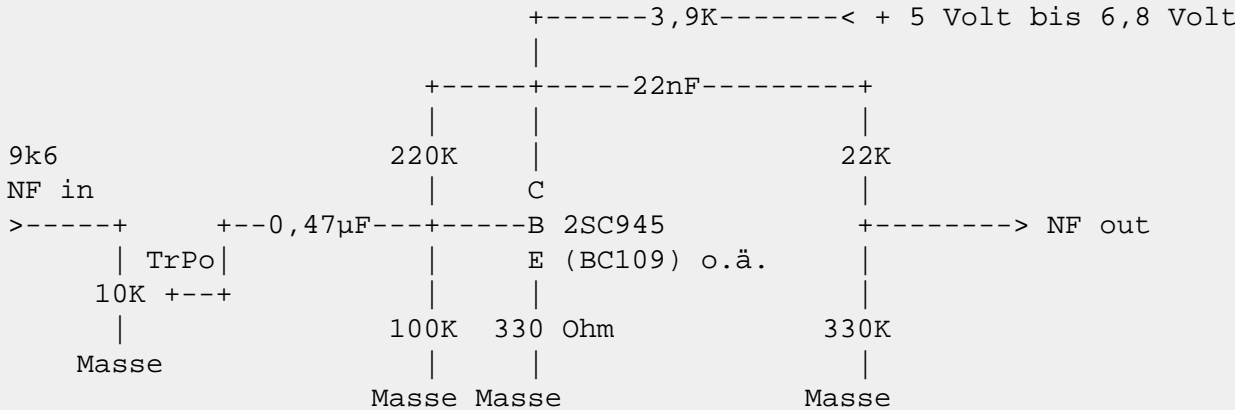 +------3,9K-------< + 5 Volt bis 6,8 Volt
                                 |
                          +-----+-----22nF---------+
                          |     |                  |
9k6                     220K    |                 22K
NF in                     |     C                  |
>-----+     +--0,47µF---+-----B 2SC945           +--------> NF out
      | TrPo|             |     E (BC109) o.ä.     |
     10K +--+             |     |                  |
      |                 100K  330 Ohm            330K
    Masse                 |     |                  |
                      Masse Masse              Masse